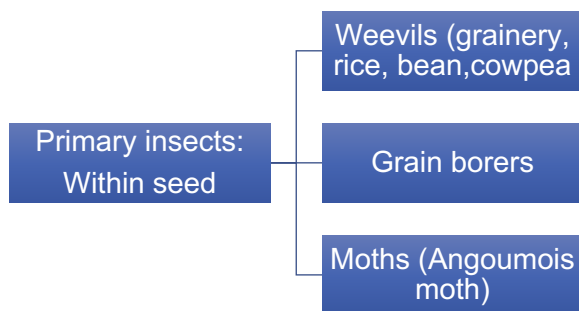 Primary insects:
Within seed
Weevils (grainery,
rice, bean,cowpea
Grain borers
Moths (Angoumois
moth)